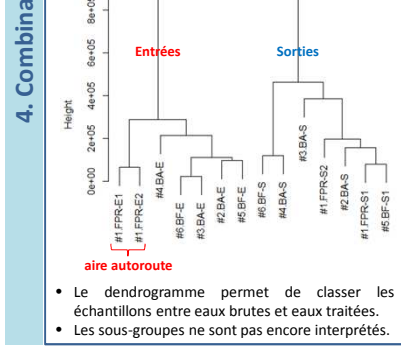 4. Combina
Height
0e+00
2e+05
4e+05
6e+05
8e+05
Entrées
Sorties
#1.FPR-E1
#1.FPR-E2
#4.BA-E
#6.BF-E
#3.BA-E
#2.BA-E
#5.BF-E
#6.BF-S
#4.BA-S
#3.BA-S
#1.FPR-S2
#2.BA-S
#1.FPR-S1
#5.BF-S1
aire autoroute
• Le dendrogramme permet de classer les
échantillons entre eaux brutes et eaux traitées.
• Les sous-groupes ne sont pas encore interprétés.